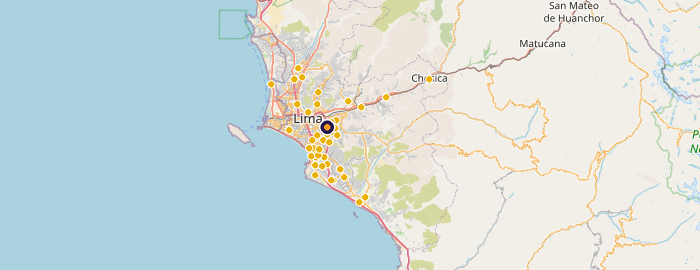 San Mateo
de Huanchor
Matucana
Chosica
Lima